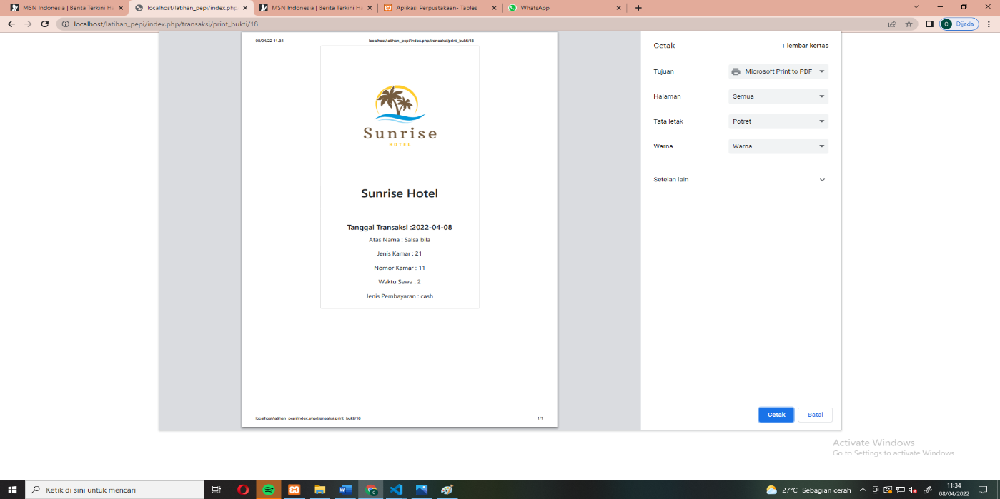 MSN Indonesia | Berita Terkini Ha
localhost/latihan_pepi/index.php
MSN Indonesia | Berita Terkini Ha
Aplikasi Perpustakaan- Tables
WhatsApp
localhost/latihan_pepi/index.php/transaksi/print_bukti/18
C Dijeda
08/04/22 11.34
localhost/latihan_pepi/index.php/transaksi/print_bukti/18
Sunrise
HOTEL
Sunrise Hotel
Tanggal Transaksi :2022-04-08
Atas Nama : Salsa bila
Jenis Kamar : 21
Nomor Kamar : 11
Waktu Sewa : 2
Jenis Pembayaran : cash
localhost/latihan_pepi/index.php/transaksi/print_bukti/18
1/1
Cetak
1 lembar kertas
Tujuan
Microsoft Print to PDF
Halaman
Semua
Tata letak
Potret
Warna
Warna
Setelan lain
Cetak
Batal
Activate Windows
Go to Settings to activate Windows.
Ketik di sini untuk mencari
27°C Sebagian cerah
11:34
08/04/2022